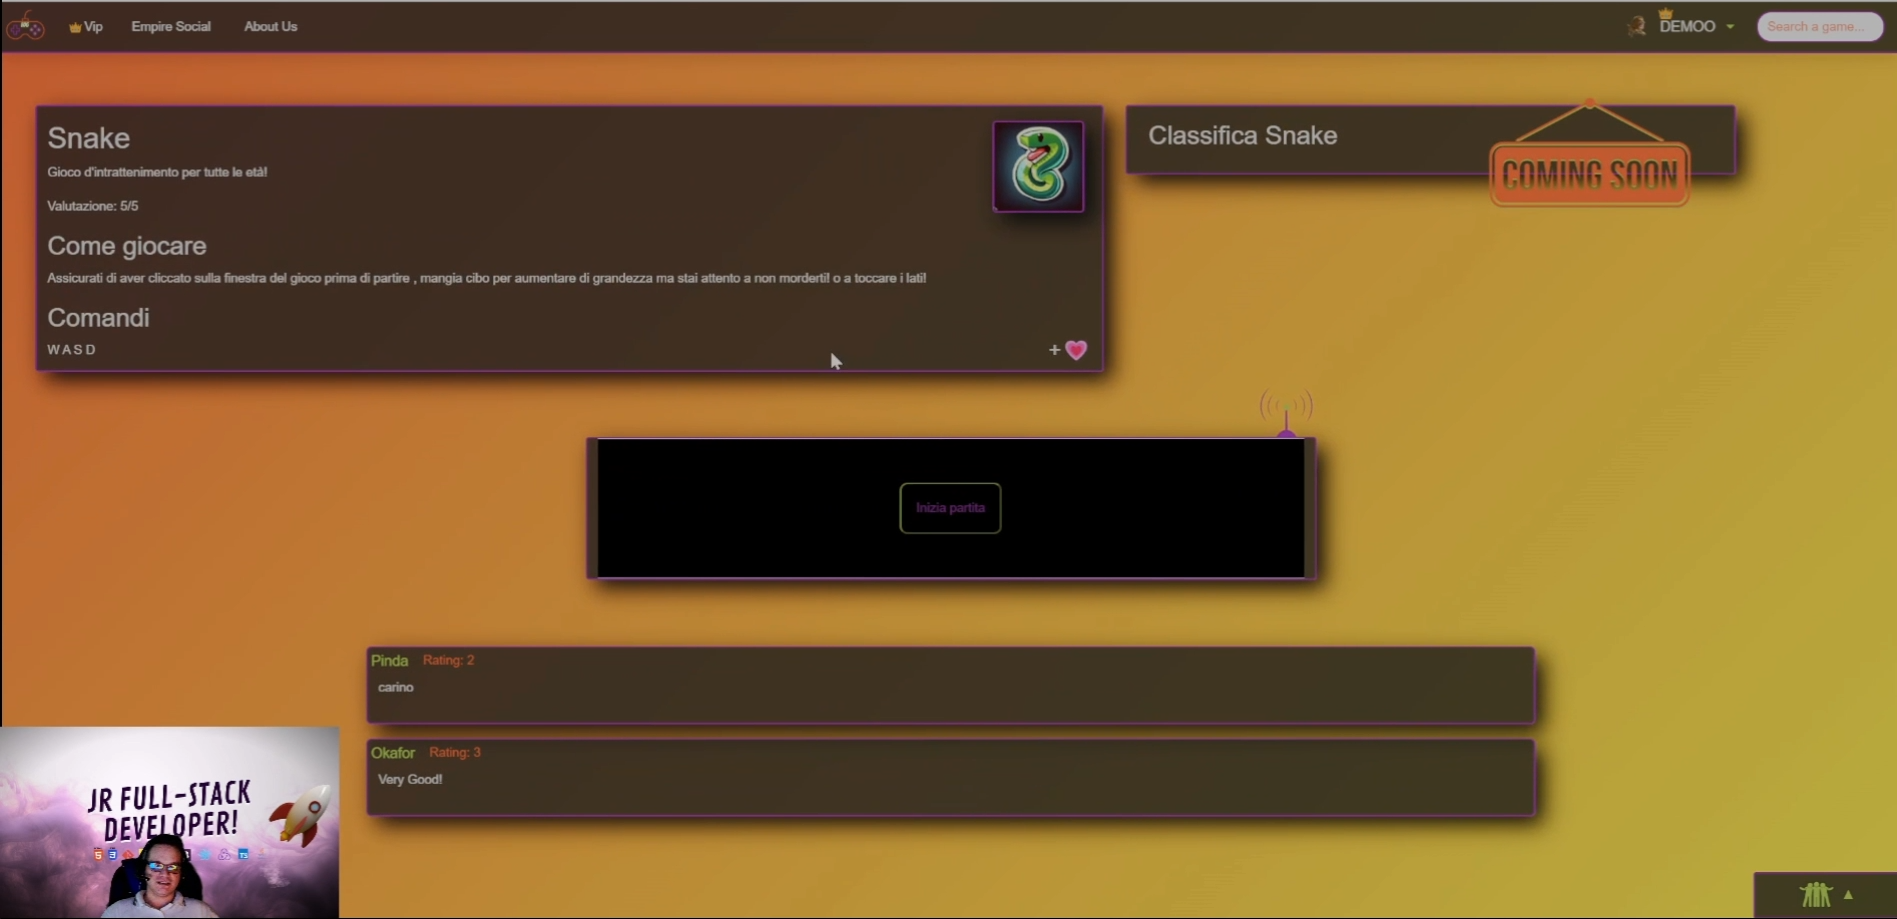 Vip
Empire Social
About Us
DEMOO
Search a game...
Snake
Gioco d'intrattenimento per tutte le età!
Valutazione: 5/5
Come giocare
Assicurati di aver cliccato sulla finestra del gioco prima di partire , mangia cibo per aumentare di grandezza ma stai attento a non morderti! o a toccare i lati!
Comandi
W A S D
+
Classifica Snake
COMING SOON
Inizia partita
Pinda Rating: 2
carino
Okafor Rating: 3
Very Good!
JR FULL-STACK
DEVELOPER!
TS